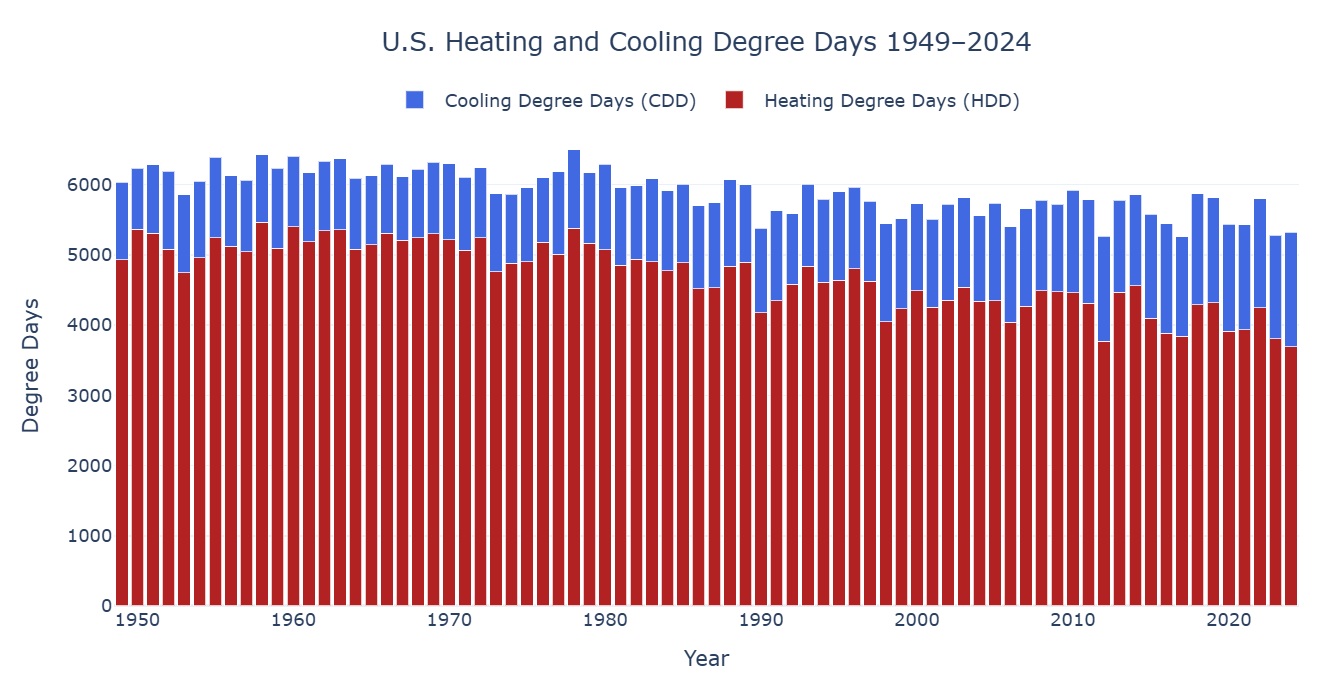 U.S. Heating and Cooling Degree Days 1949–2024
Cooling Degree Days (CDD) Heating Degree Days (HDD)
6000
5000
4000
3000
2000
1000
0
Degree Days
1950 1960 1970 1980 1990 2000 2010 2020
Year